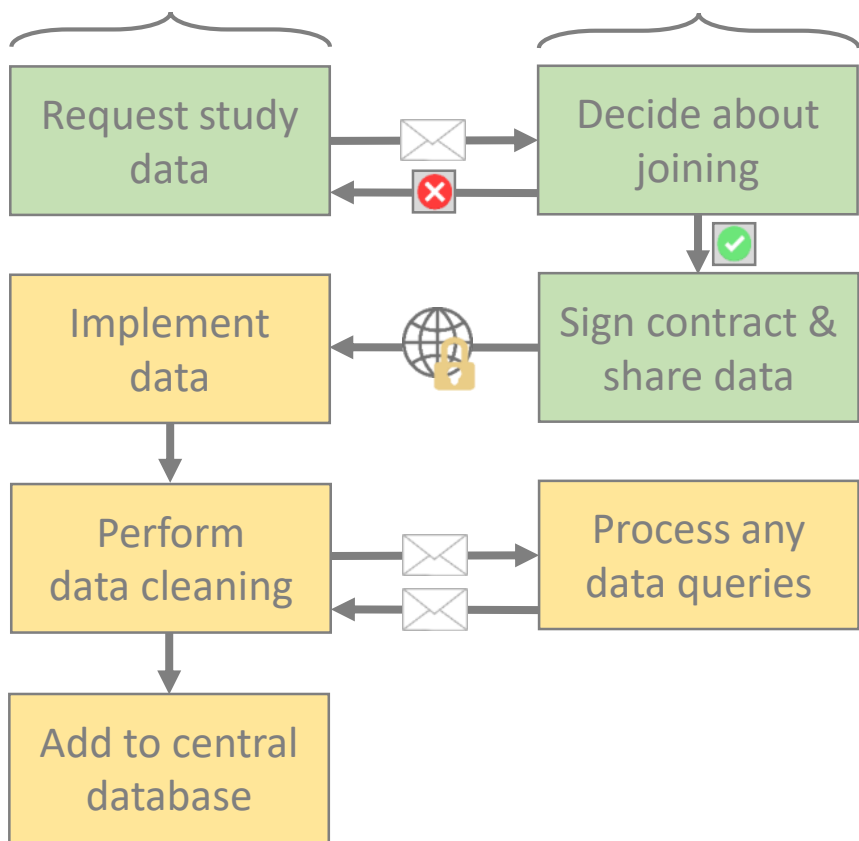 Request study
data
Decide about
joining
Implement
data
Sign contract &
share data
Perform
data cleaning
Process any
data queries
Add to central
database